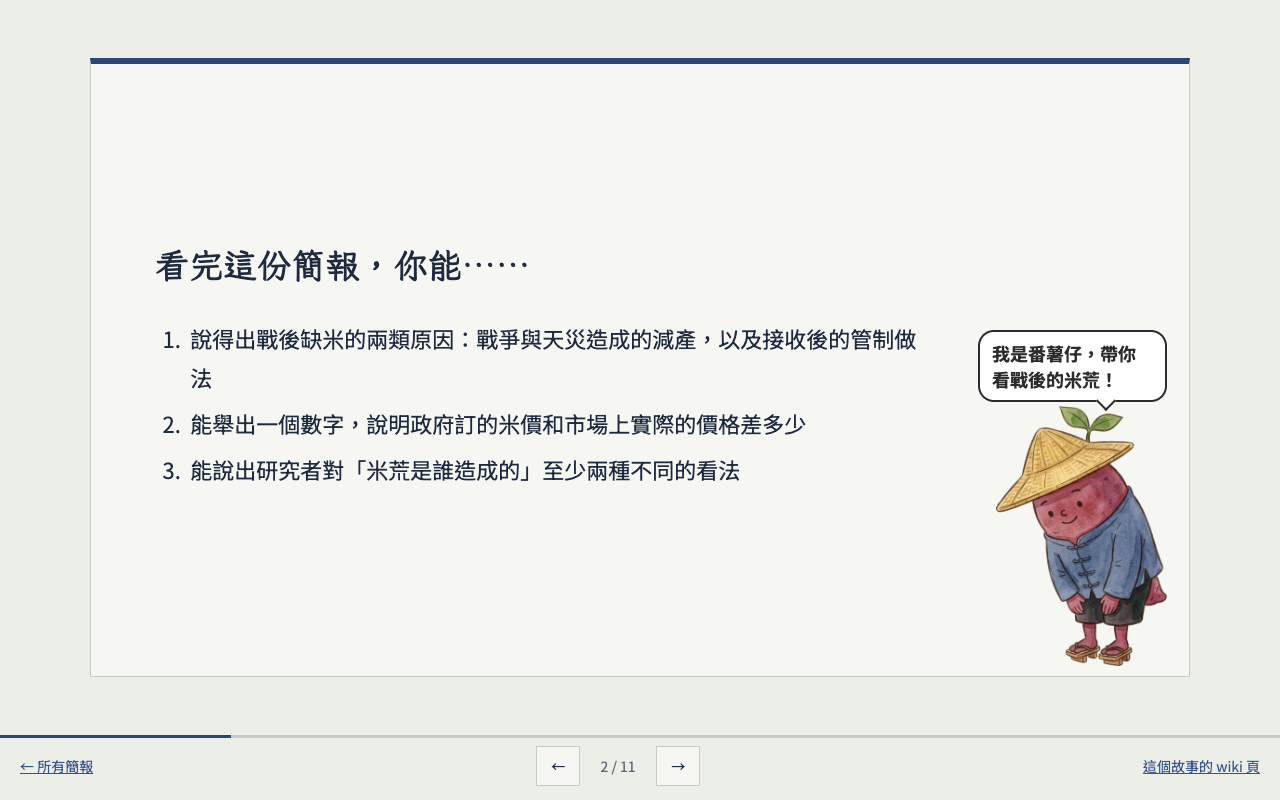 看完這份簡報，你能……
1. 說得出戰後缺米的兩類原因：戰爭與天災造成的減產，以及接收後的管制做
法
2. 能舉出一個數字，說明政府訂的米價和市場上實際的價格差多少
3. 能說出研究者對「米荒是誰造成的」至少兩種不同的看法
我是番薯仔，帶你
看戰後的米荒！
← 所有簡報
←
2 / 11
→
這個故事的 wiki 頁